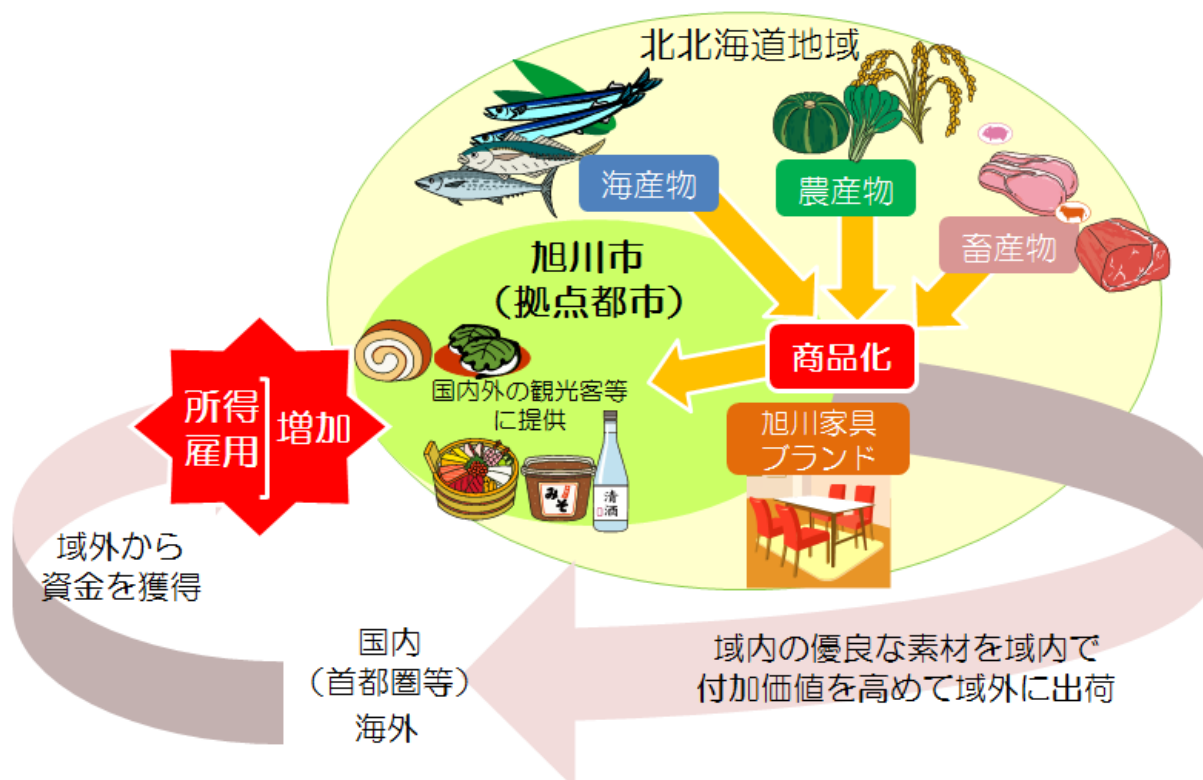 北北海道地域
海産物
農産物
畜産物
旭川市
（拠点都市）
商品化
国内外の観光客等
に提供
旭川家具
ブランド
みそ
清酒
所得
雇用
増加
域外から
資金を獲得
国内
（首都圏等）
海外
域内の優良な素材を域内で
付加価値を高めて域外に出荷